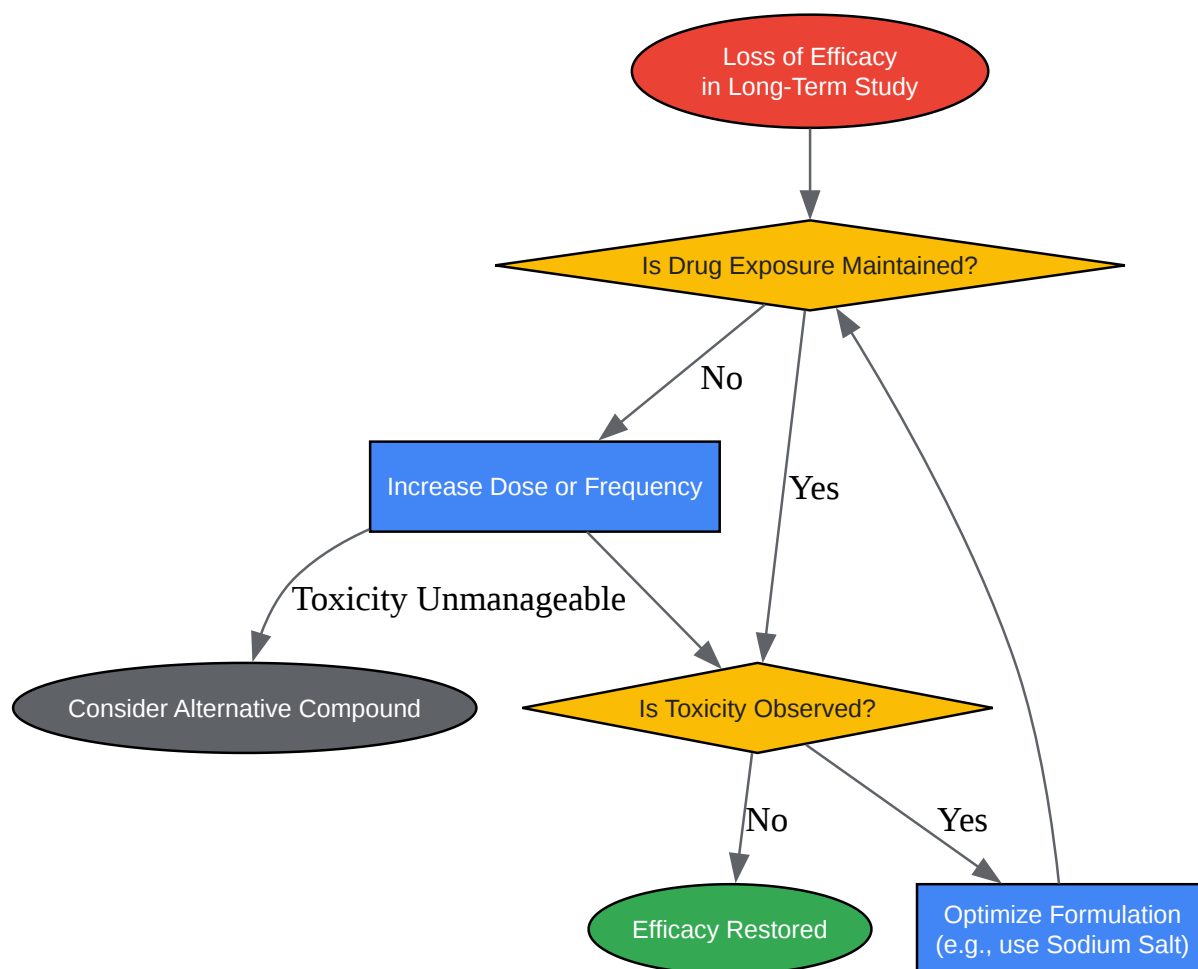 Loss of Efficacy
in Long-Term Study
Is Drug Exposure Maintained?
No
Increase Dose or Frequency
Yes
Toxicity Unmanageable
Consider Alternative Compound
Is Toxicity Observed?
No
Yes
Efficacy Restored
Optimize Formulation
(e.g., use Sodium Salt)